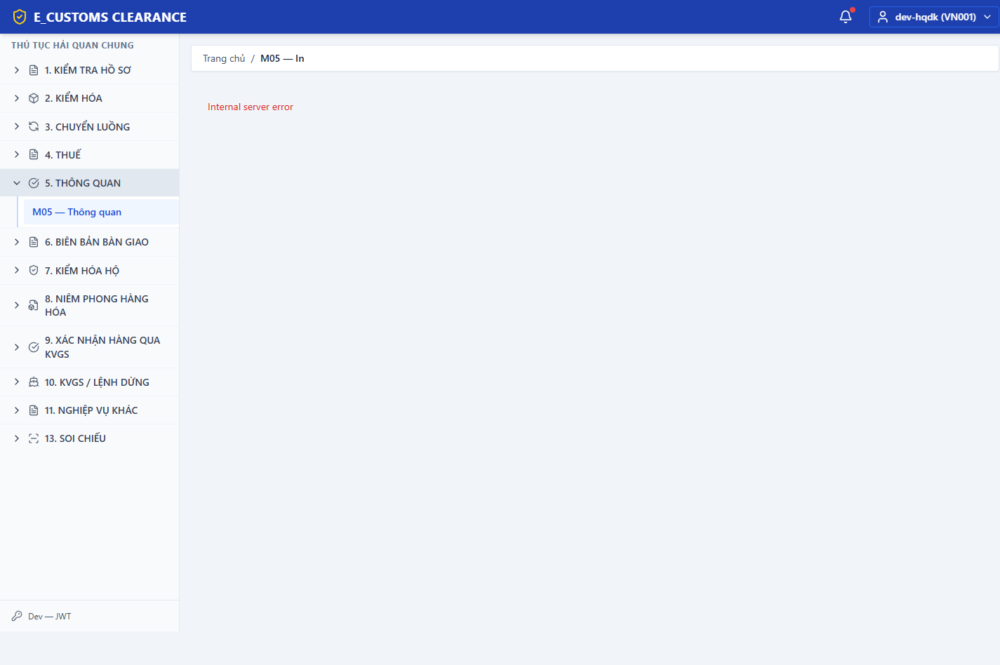 E_CUSTOMS CLEARANCE
dev-hqdk (VN001)
THỦ TỤC HẢI QUAN CHUNG
1. KIỂM TRA HỒ SƠ
2. KIỂM HÓA
3. CHUYỂN LUỒNG
4. THUẾ
5. THÔNG QUAN
M05 — Thông quan
6. BIÊN BẢN BÀN GIAO
7. KIỂM HÓA HỘ
8. NIÊM PHONG HÀNG
HÓA
9. XÁC NHẬN HÀNG QUA
KVGS
10. KVGS / LỆNH DỪNG
11. NGHIỆP VỤ KHÁC
13. SOI CHIẾU
Dev — JWT
Trang chủ / M05 — In
Internal server error